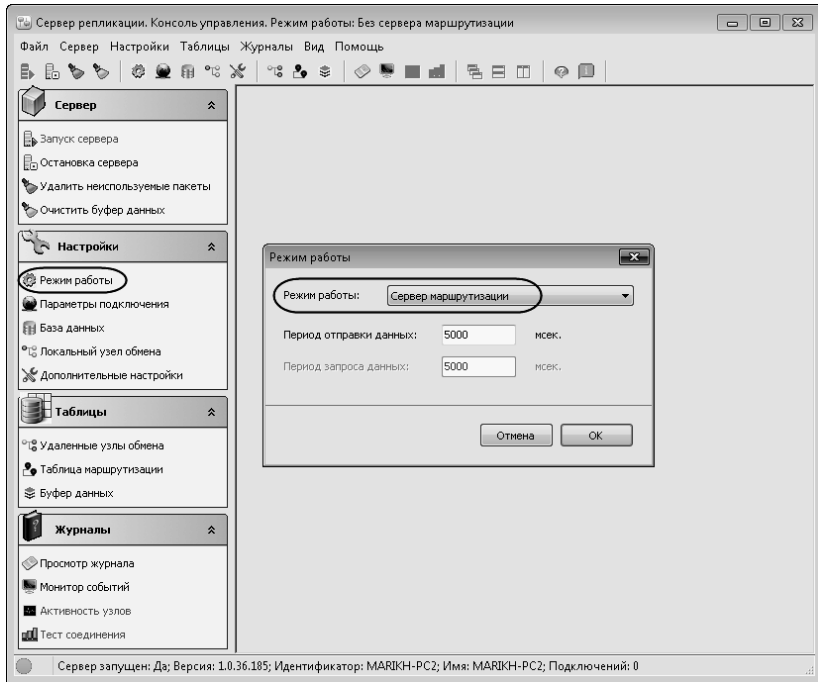 Сервер репликации. Консоль управления. Режим работы: Без сервера маршрутизации
Файл Сервер Настройки Таблицы Журналы Вид Помощь
Сервер
Запуск сервера
Остановка сервера
Удалить неиспользуемые пакеты
Очистить буфер данных
Настройки
Режим работы
Параметры подключения
База данных
Локальный узел обмена
Дополнительные настройки
Таблицы
Удаленные узлы обмена
Таблица маршрутизации
Буфер данных
Журналы
Просмотр журнала
Монитор событий
Активность узлов
Тест соединения
Режим работы
Режим работы: Сервер маршрутизации
Период отправки данных: 5000 мсек.
Период запроса данных: 5000 мсек.
Отмена OK
Сервер запущен: Да; Версия: 1.0.36.185; Идентификатор: MARIKH-PC2; Имя: MARIKH-PC2; Подключений: 0